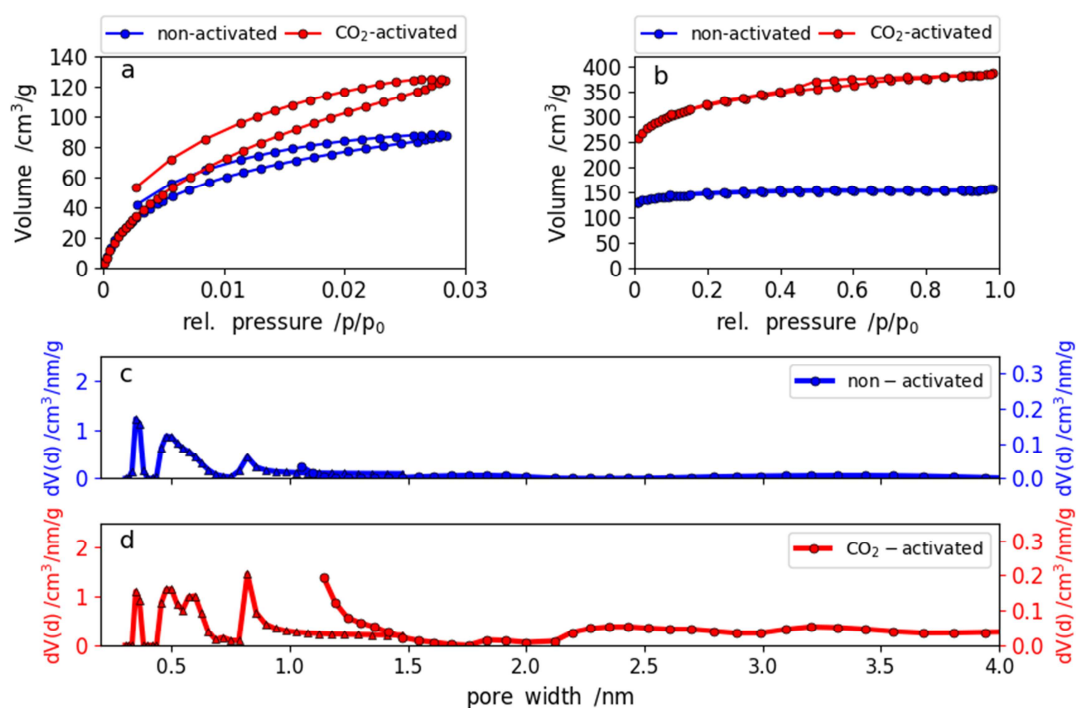 non-activated CO2-activated
non-activated CO2-activated
a
140
120
100
80
60
40
20
0
Volume /cm³/g
0 0.01 0.02 0.03
rel. pressure /p/p0
b
400
350
300
250
200
150
100
50
0
Volume /cm³/g
0 0.2 0.4 0.6 0.8 1.0
rel. pressure /p/p0
c
non − activated
dV(d) /cm³/nm/g
2
1
0
0.3
0.2
0.1
0.0
dV(d) /cm³/nm/g
d
CO2 − activated
dV(d) /cm³/nm/g
2
1
0
0.3
0.2
0.1
0.0
dV(d) /cm³/nm/g
0.5 1.0 1.5 2.0 2.5 3.0 3.5 4.0
pore width /nm